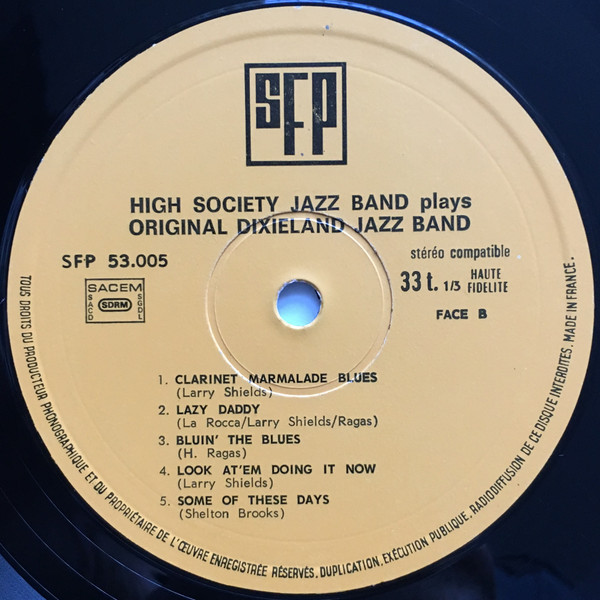 SFP
HIGH SOCIETY JAZZ BAND plays
ORIGINAL DIXIELAND JAZZ BAND
SFP 53.005
stéréo compatible
33 t. 1/3 HAUTE
FIDELITE
SACEM
SACD SDRM SGDL
FACE B
1. CLARINET MARMALADE BLUES
(Larry Shields)
2. LAZY DADDY
(La Rocca/Larry Shields/Ragas)
3. BLUIN' THE BLUES
(H. Ragas)
4. LOOK AT'EM DOING IT NOW
(Larry Shields)
5. SOME OF THESE DAYS
(Shelton Brooks)
TOUS DROITS DU PRODUCTEUR PHONOGRAPHIQUE ET DU PROPRIÉTAIRE DE L'ŒUVRE ENREGISTRÉE RÉSERVÉS. DUPLICATION, EXÉCUTION PUBLIQUE, RADIODIFFUSION DE CE DISQUE INTERDITES. MADE IN FRANCE.